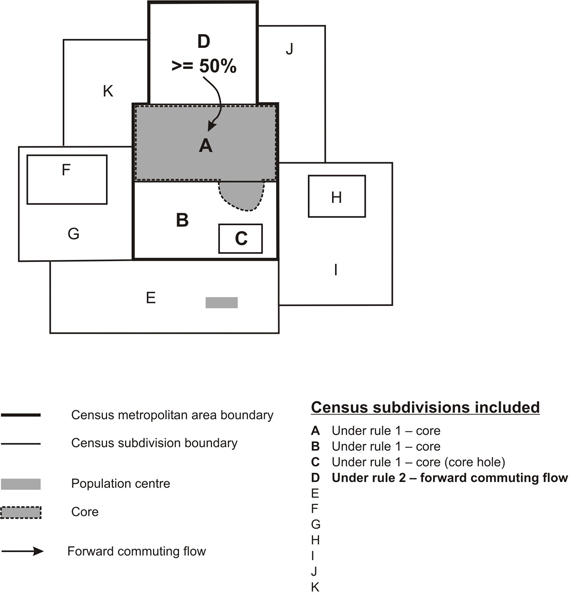 D
>= 50%
J
K
A
F
H
B
G
C
I
E
Census metropolitan area boundary
Census subdivision boundary
Population centre
Core
Forward commuting flow
Census subdivisions included
A Under rule 1 – core
B Under rule 1 – core
C Under rule 1 – core (core hole)
D Under rule 2 – forward commuting flow
E
F
G
H
I
J
K